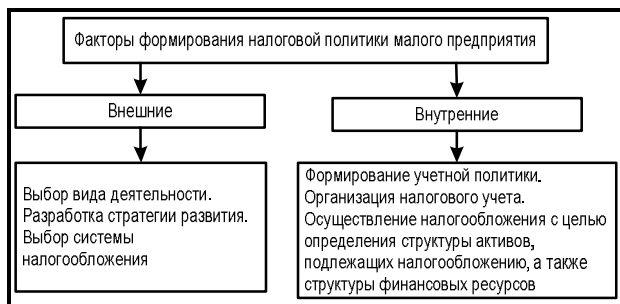 Факторы формирования налоговой политики малого предприятия
Внешние
Внутренние
Выбор вида деятельности.
Разработка стратегии развития.
Выбор системы
налогообложения
Формирование учетной политики.
Организация налогового учета.
Осуществление налогообложения с целью
определения структуры активов,
подлежащих налогообложению, а также
структуры финансовых ресурсов